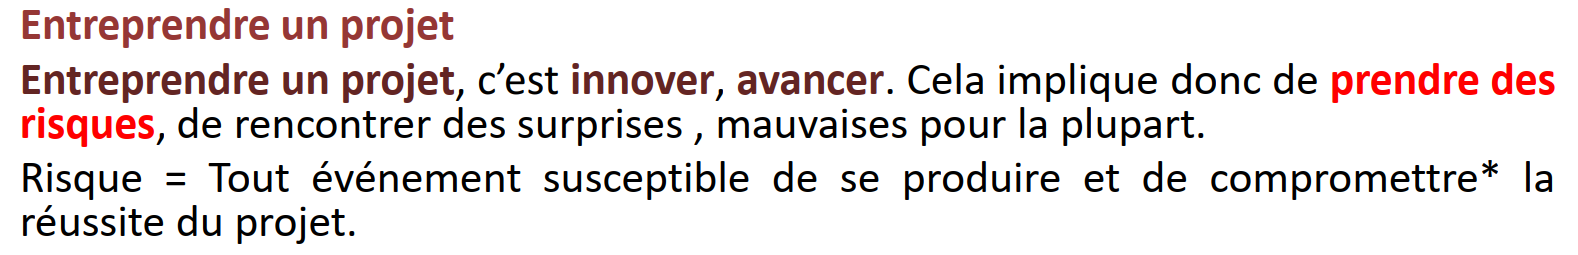 Entreprendre un projet
Entreprendre un projet, c’est innover, avancer. Cela implique donc de prendre des
risques, de rencontrer des surprises , mauvaises pour la plupart.
Risque = Tout événement susceptible de se produire et de compromettre* la
réussite du projet.